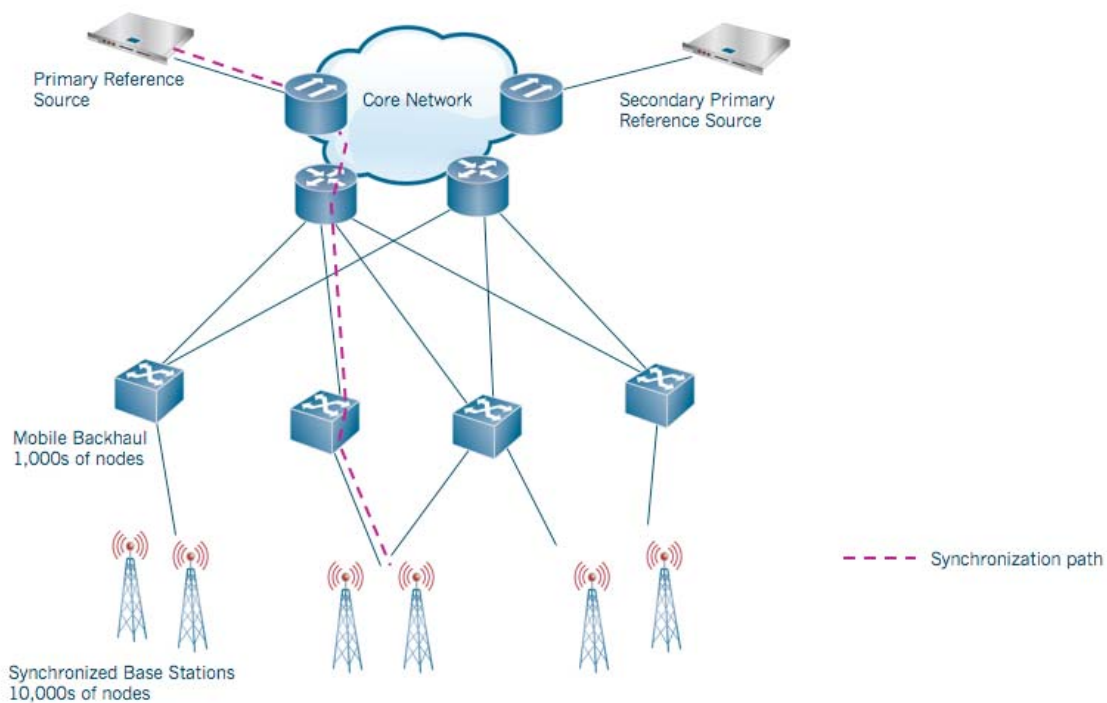 Primary Reference
Source
Core Network
Secondary Primary
Reference Source
Mobile Backhaul
1,000s of nodes
Synchronization path
Synchronized Base Stations
10,000s of nodes